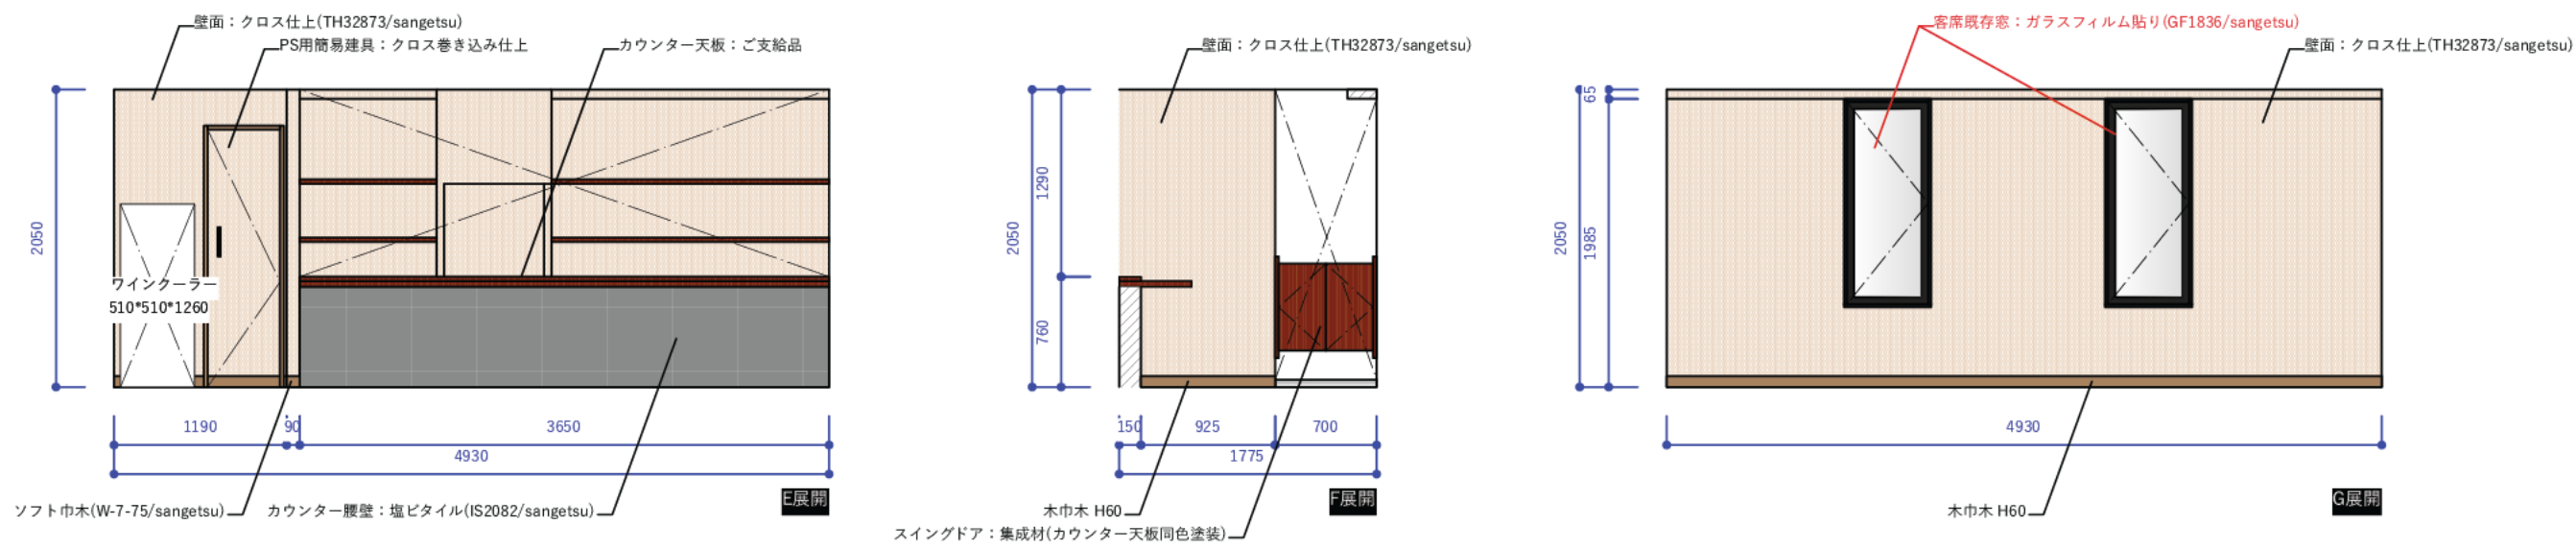 壁面：クロス仕上(TH32873/sangetsu)
PS用簡易建具：クロス巻き込み仕上
カウンター天板：ご支給品
2050
ワインクーラー
510*510*1260
1190
90
3650
4930
ソフト巾木(W-7-75/sangetsu)
カウンター腰壁：塩ビタイル(IS2082/sangetsu)
E展開
壁面：クロス仕上(TH32873/sangetsu)
2050
1290
760
150
925
700
1775
木巾木 H60
スイングドア：集成材(カウンター天板同色塗装)
F展開
客席既存窓：ガラスフィルム貼り(GF1836/sangetsu)
壁面：クロス仕上(TH32873/sangetsu)
65
2050
1985
4930
木巾木 H60
G展開